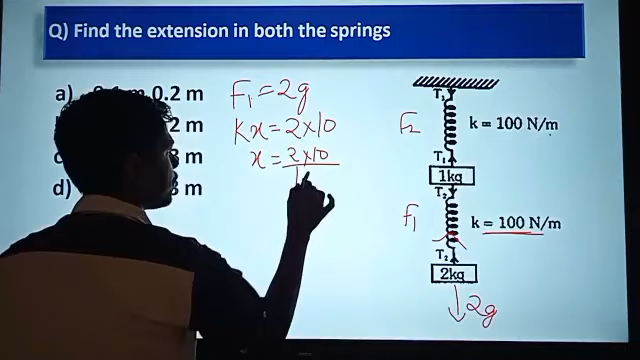 Q) Find the extension in both the springs
a) 0.2 m
2 m
m
d) m
F₁ = 2g
Kx = 2×10
x = 2×10
T₁
F₂
k = 100 N/m
T₁
1kg
T₂
F₁
k = 100 N/m
T₂
2kg
2g